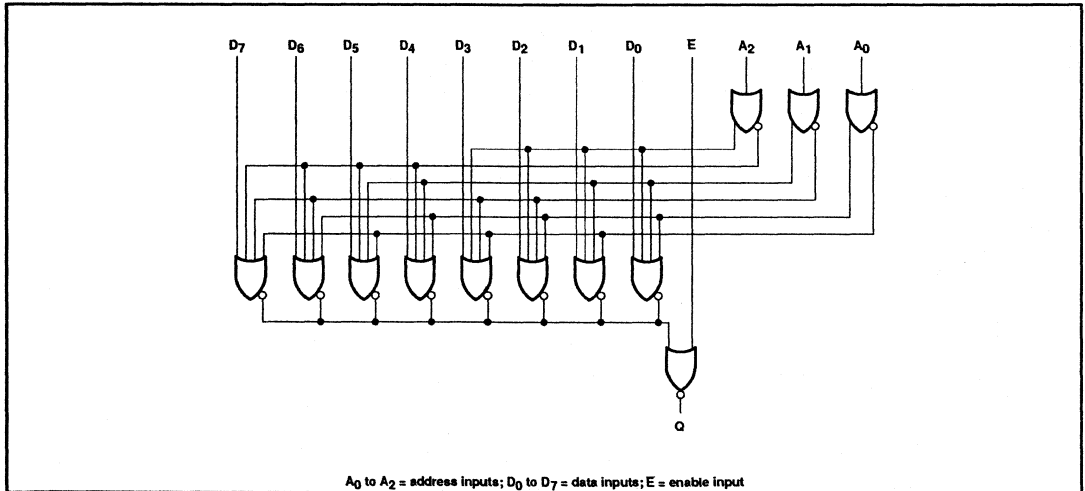 D7 D6 D5 D4 D3 D2 D1 D0 E A2 A1 A0
Q
A0 to A2 = address inputs; D0 to D7 = data inputs; E = enable input